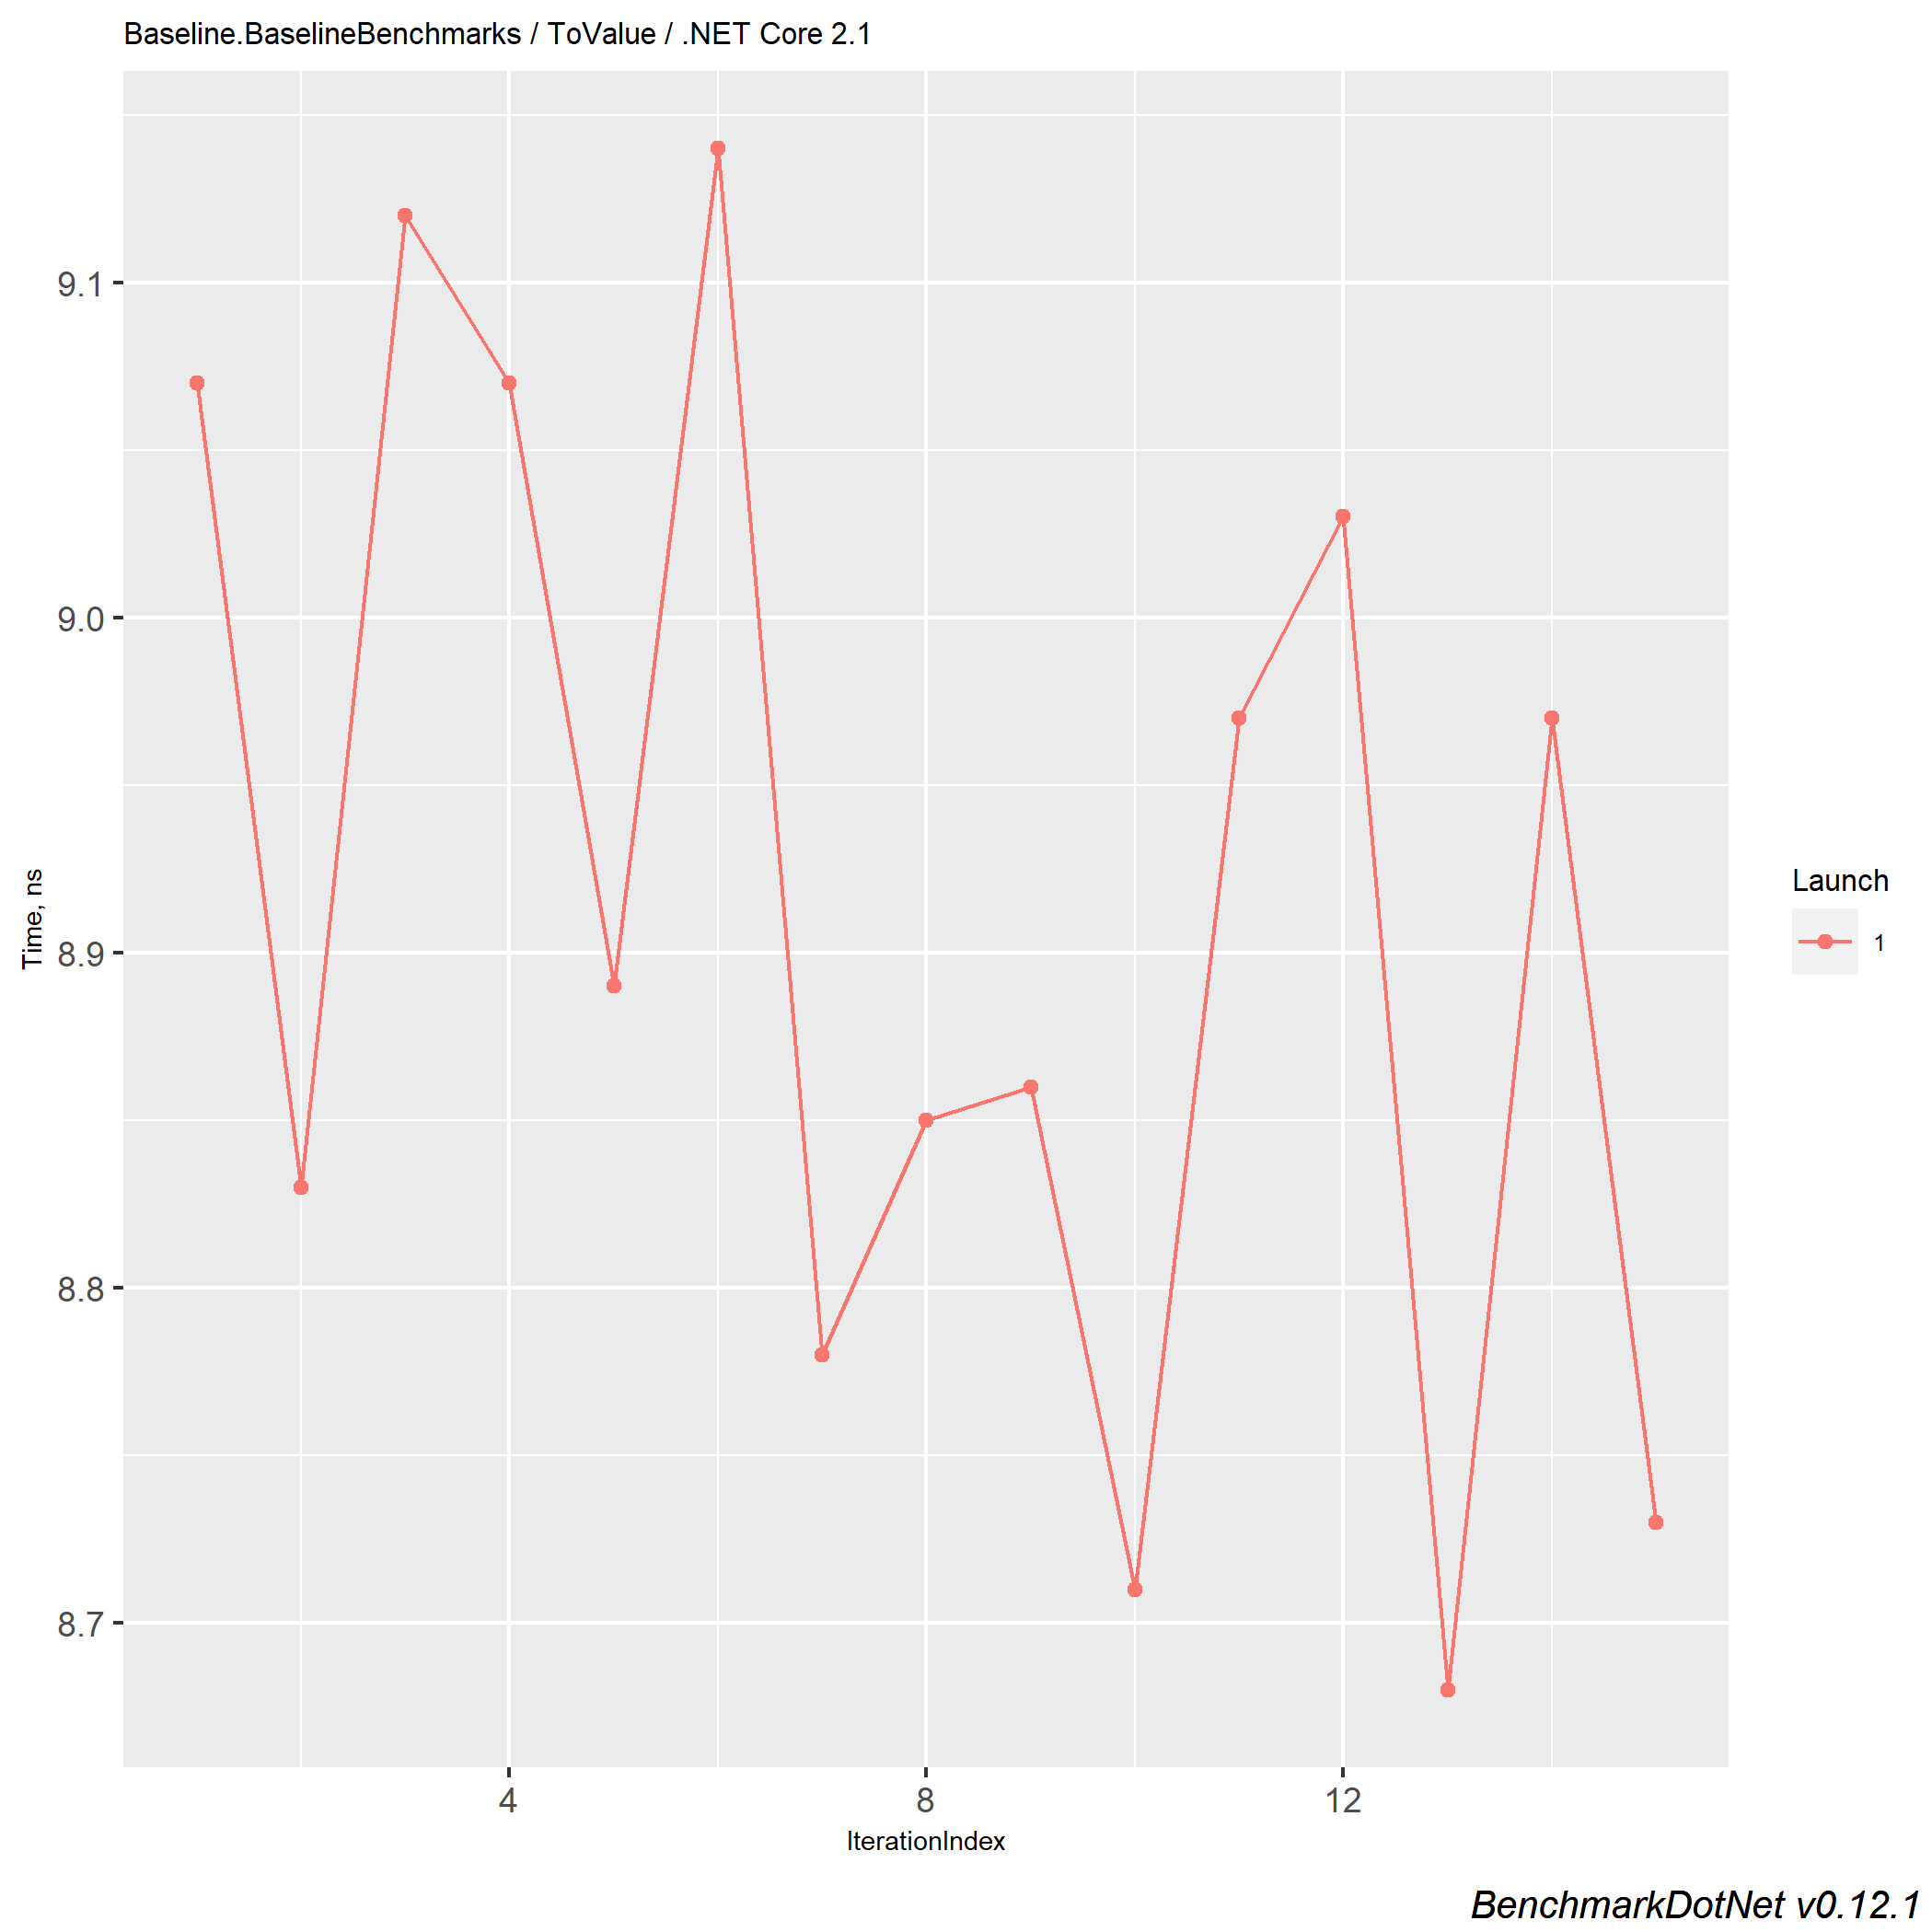 Baseline.BaselineBenchmarks / ToValue / .NET Core 2.1
9.1
9.0
8.9
8.8
8.7
Time, ns
4 8 12
IterationIndex
Launch
1
BenchmarkDotNet v0.12.1